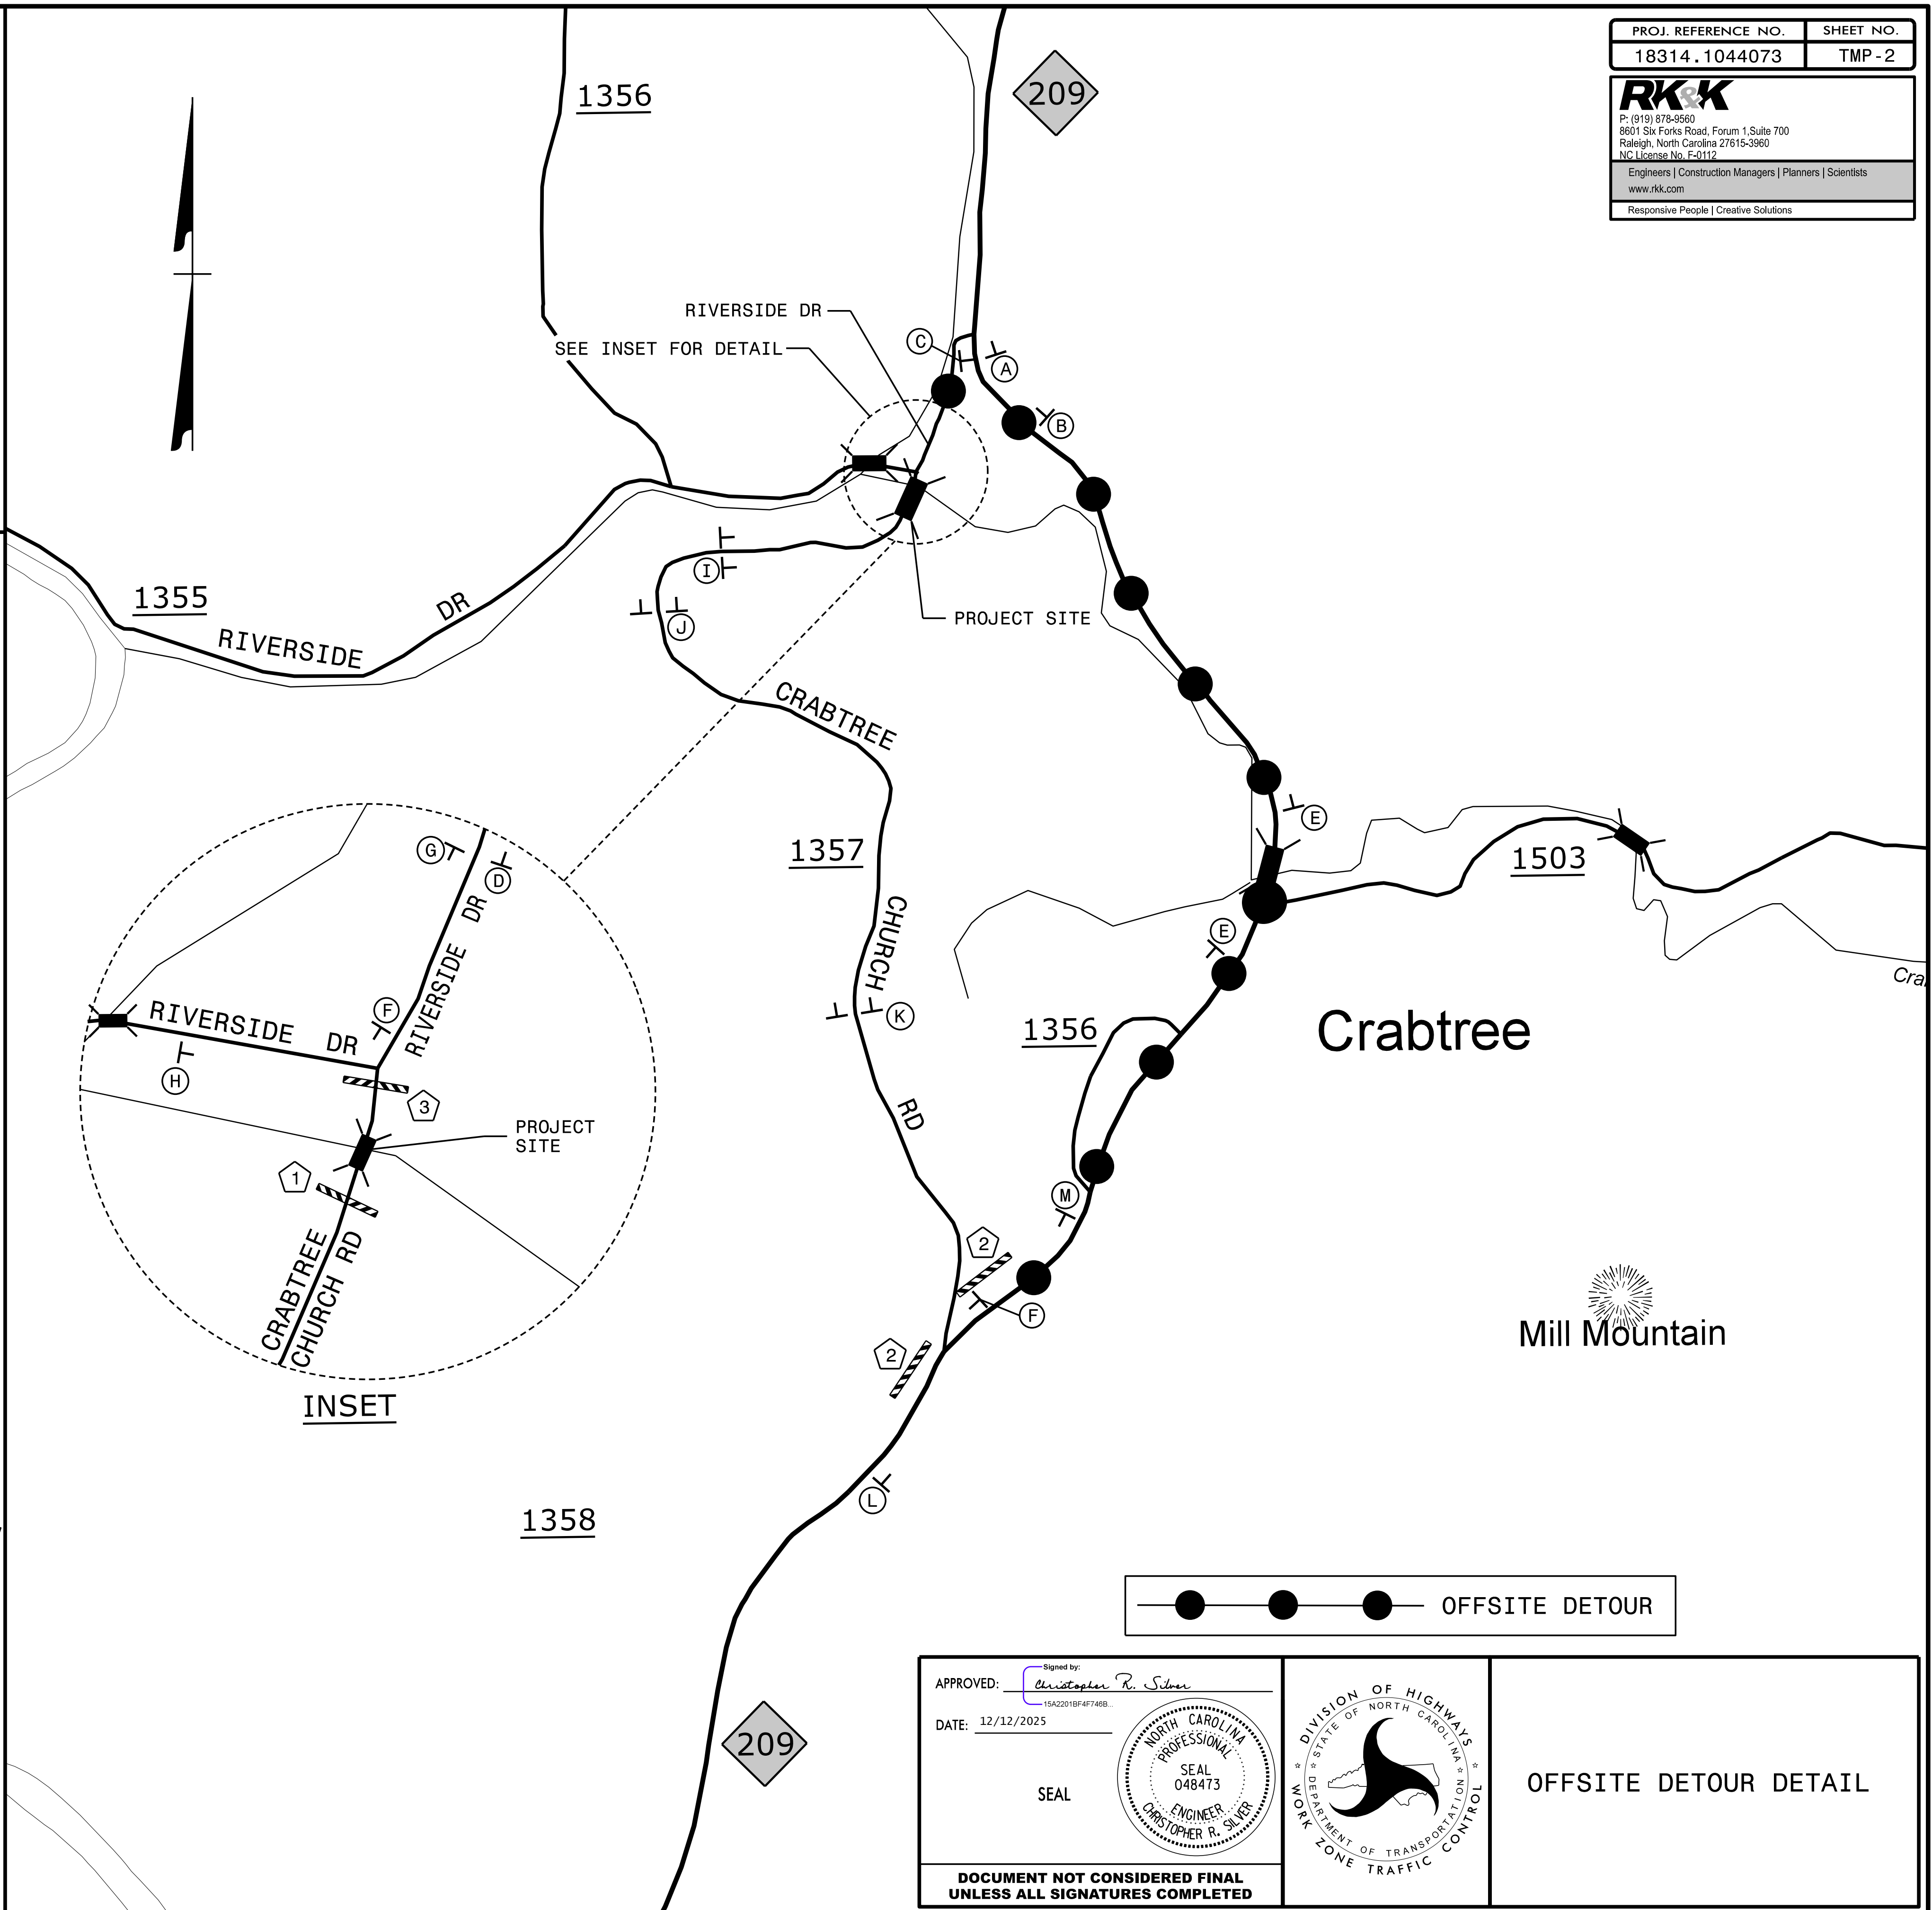 PROJ. REFERENCE NO.
SHEET NO.
18314.1044073
TMP-2
RK&K
P: (919) 878-9560
8601 Six Forks Road, Forum 1,Suite 700
Raleigh, North Carolina 27615-3960
NC License No. F-0112
Engineers | Construction Managers | Planners | Scientists
www.rkk.com
Responsive People | Creative Solutions
1356
209
RIVERSIDE DR
SEE INSET FOR DETAIL
C
A
B
1355
RIVERSIDE DR
I
J
PROJECT SITE
CRABTREE CHURCH RD
1357
E
1503
E
K
1356
Crabtree
Cra
M
2
F
2
L
1358
Mill Mountain
G
D
RIVERSIDE DR
F
RIVERSIDE DR
H
3
PROJECT
SITE
1
CRABTREE
CHURCH RD
INSET
OFFSITE DETOUR
209
APPROVED:
Signed by:
Christopher R. Silver
15A2201BF4F746B...
DATE: 12/12/2025
SEAL
NORTH CAROLINA
PROFESSIONAL
SEAL
048473
ENGINEER
CHRISTOPHER R. SILVER
DOCUMENT NOT CONSIDERED FINAL
UNLESS ALL SIGNATURES COMPLETED
DIVISION OF HIGHWAYS
STATE OF NORTH CAROLINA
DEPARTMENT OF TRANSPORTATION
WORK ZONE TRAFFIC CONTROL
OFFSITE DETOUR DETAIL